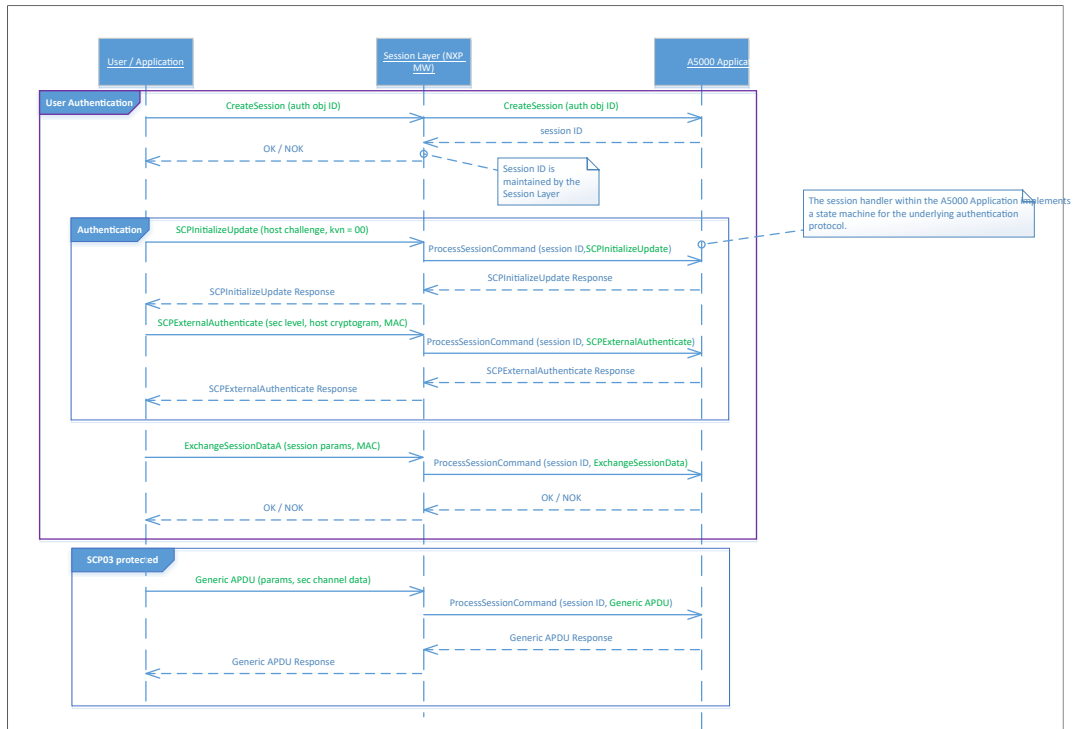 User / Application
Session Layer (NXP
MW)
A5000 Applicat
User Authentication
CreateSession (auth obj ID)
CreateSession (auth obj ID)
session ID
OK / NOK
Session ID is
maintained by the
Session Layer
The session handler within the A5000 Application implements
a state machine for the underlying authentication
protocol.
Authentication
SCPInitializeUpdate (host challenge, kvn = 00)
ProcessSessionCommand (session ID,SCPInitializeUpdate)
SCPInitializeUpdate Response
SCPInitializeUpdate Response
SCPExternalAuthenticate (sec level, host cryptogram, MAC)
ProcessSessionCommand (session ID, SCPExternalAuthenticate)
SCPExternalAuthenticate Response
SCPExternalAuthenticate Response
ExchangeSessionDataA (session params, MAC)
ProcessSessionCommand (session ID, ExchangeSessionData)
OK / NOK
OK / NOK
SCP03 protected
Generic APDU (params, sec channel data)
ProcessSessionCommand (session ID, Generic APDU)
Generic APDU Response
Generic APDU Response